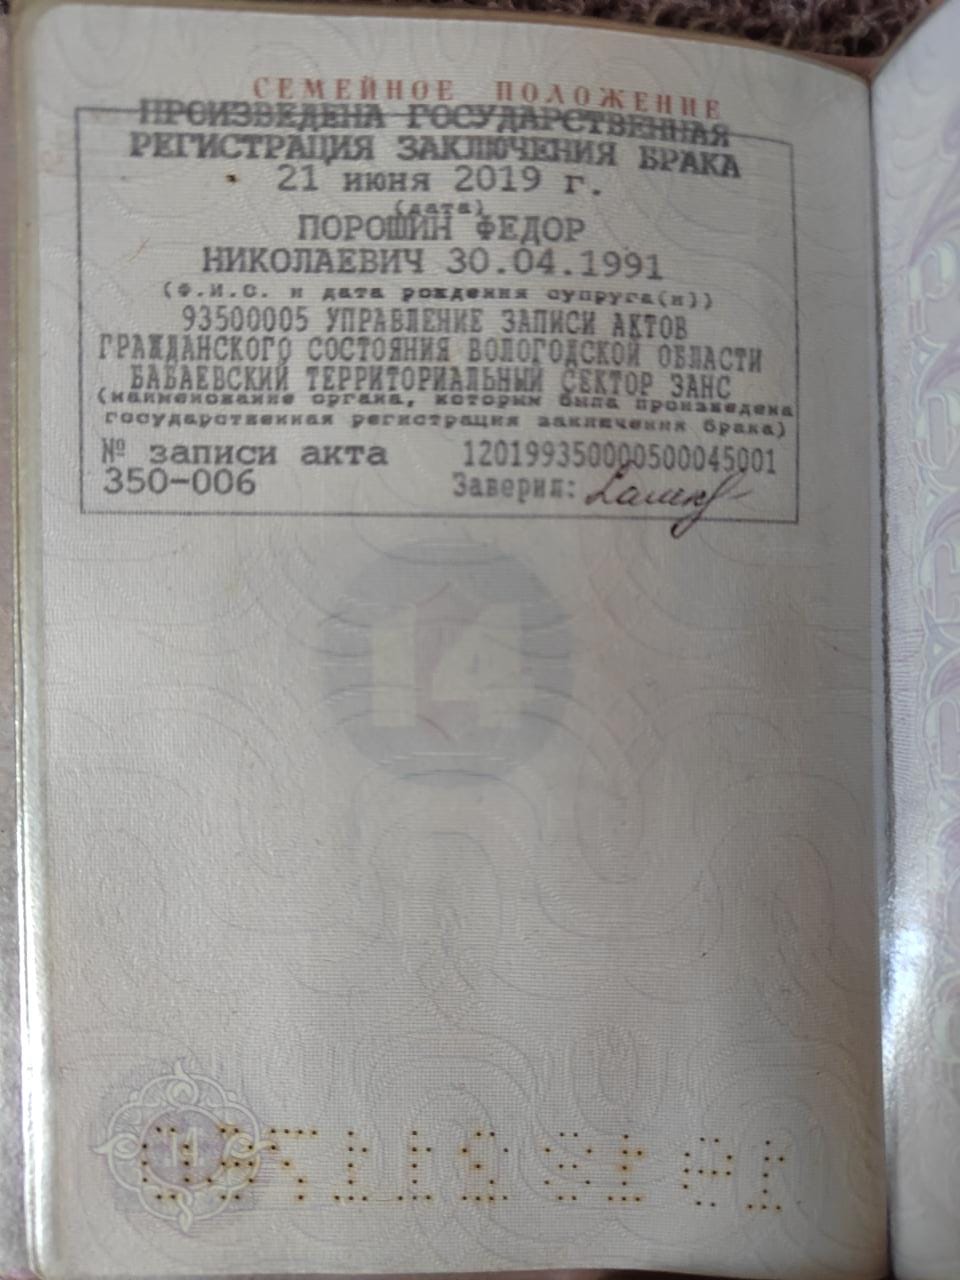 СЕМЕЙНОЕ ПОЛОЖЕНИЕ
ПРОИЗВЕДЕНА ГОСУДАРСТВЕННАЯ
РЕГИСТРАЦИЯ ЗАКЛЮЧЕНИЯ БРАКА
21 июня 2019 г.
(дата)
ПОРОШИН ФЕДОР
НИКОЛАЕВИЧ 30.04.1991
(Ф.И.О. и дата рождения супруга(и))
93500005 УПРАВЛЕНИЕ ЗАПИСИ АКТОВ
ГРАЖДАНСКОГО СОСТОЯНИЯ ВОЛОГОДСКОЙ ОБЛАСТИ
БАБАЕВСКИЙ ТЕРРИТОРИАЛЬНЫЙ СЕКТОР ЗАГС
(наименование органа, которым была произведена
государственная регистрация заключения брака)
№ записи акта 120199350000500045001
350-006 Заверил:
14